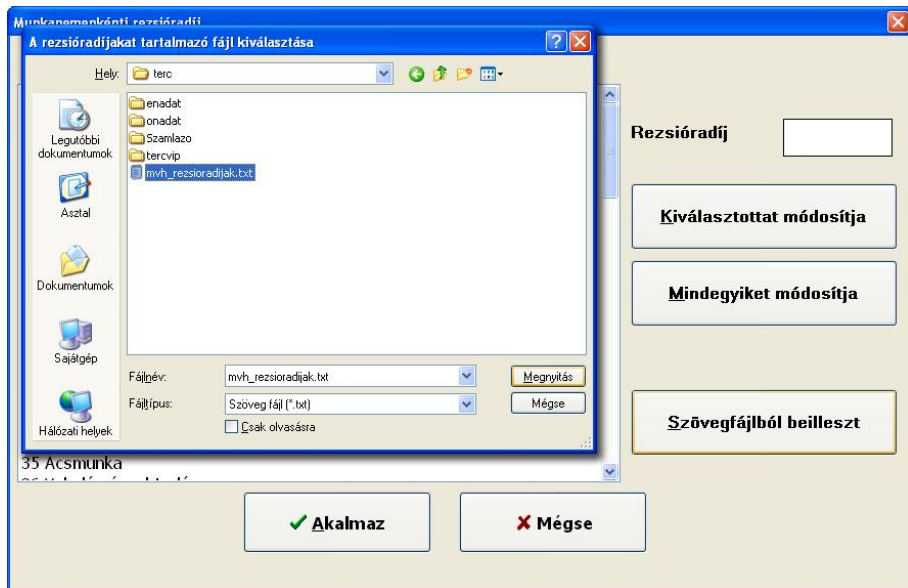 Munkanemenkénti rezsióradíj
A rezsióradíjakat tartalmazó fájl kiválasztása
Hely: terc
Legutóbbi dokumentumok
Asztal
Dokumentumok
Sajátgép
Hálózati helyek
enadat
onadat
Szamlazo
tercvip
mvh_rezsioradijak.txt
Fájlnév: mvh_rezsioradijak.txt Megnyitás
Fájltípus: Szöveg fájl (*.txt) Mégse
Csak olvasásra
Rezsióradíj
Kiválasztottat módosítja
Mindegyiket módosítja
Szövegfájlból beilleszt
35 Ácsmunka
Akalmaz Mégse